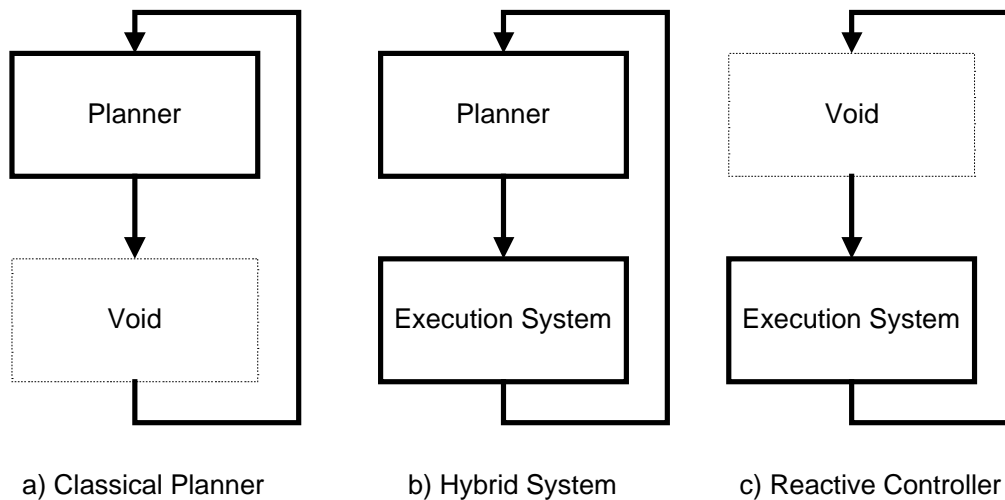 Planner
Void
a) Classical Planner
Planner
Execution System
b) Hybrid System
Void
Execution System
c) Reactive Controller